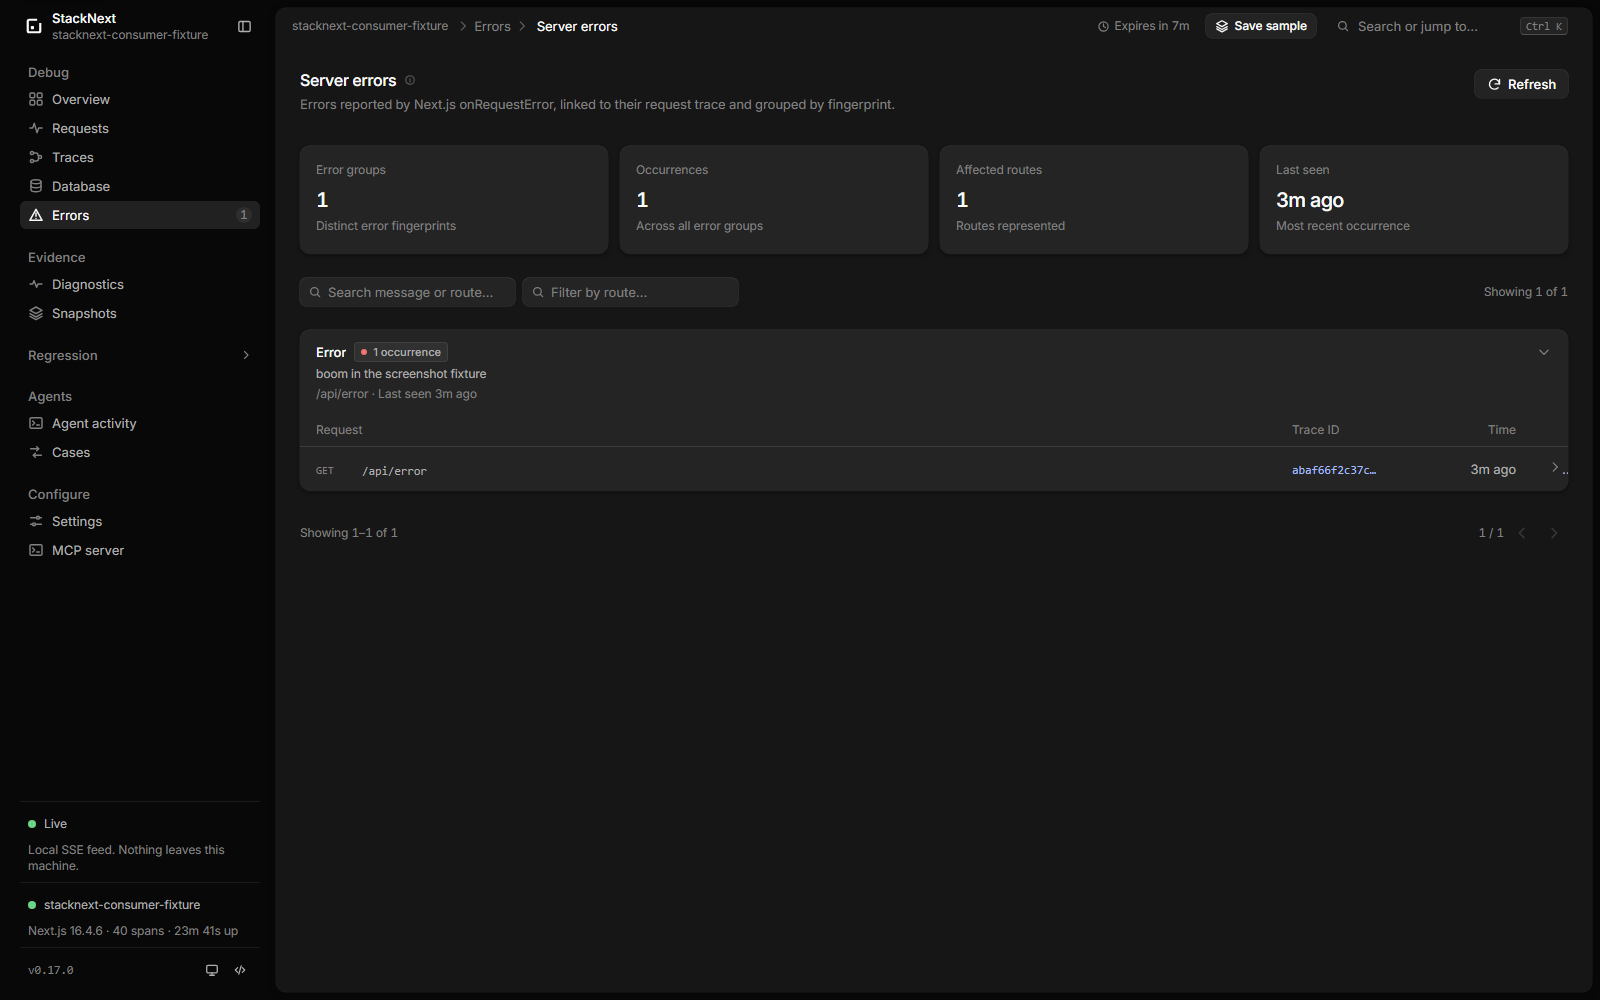 StackNext
stacknext-consumer-fixture
Debug
Overview
Requests
Traces
Database
Errors 1
Evidence
Diagnostics
Snapshots
Regression
Agents
Agent activity
Cases
Configure
Settings
MCP server
Live
Local SSE feed. Nothing leaves this
machine.
stacknext-consumer-fixture
Next.js 16.4.6 · 40 spans · 23m 41s up
v0.17.0
stacknext-consumer-fixture Errors Server errors
Expires in 7m Save sample Search or jump to... Ctrl K
Server errors
Errors reported by Next.js onRequestError, linked to their request trace and grouped by fingerprint.
Refresh
Error groups
1
Distinct error fingerprints
Occurrences
1
Across all error groups
Affected routes
1
Routes represented
Last seen
3m ago
Most recent occurrence
Search message or route... Filter by route... Showing 1 of 1
Error 1 occurrence
boom in the screenshot fixture
/api/error · Last seen 3m ago
Request Trace ID Time
GET /api/error abaf66f2c37c… 3m ago ..
Showing 1–1 of 1 1 / 1